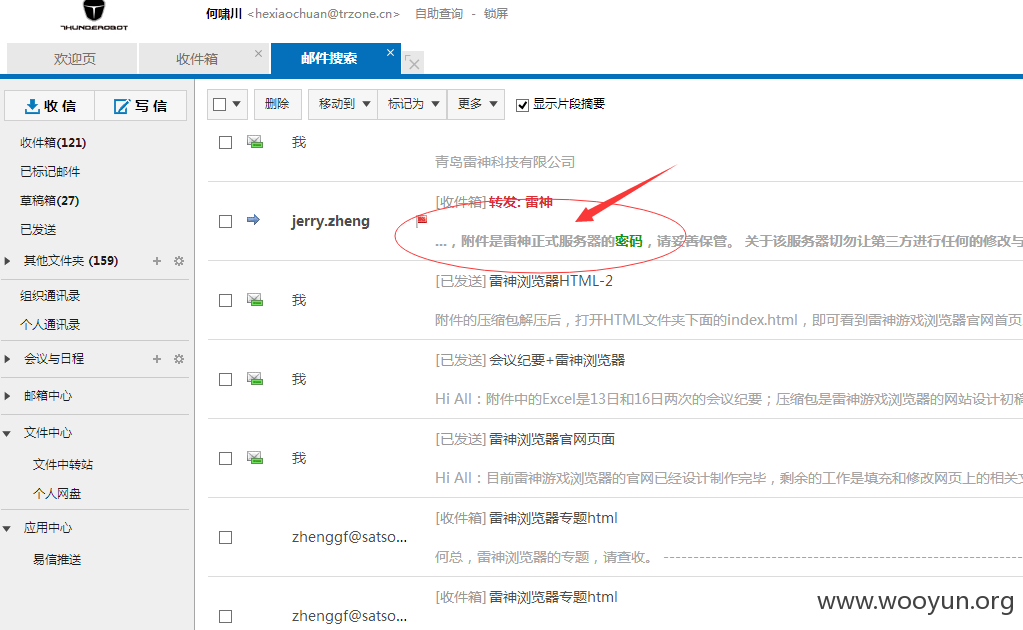 THUNDEROBOT
何啸川 <hexiaochuan@trzone.cn> 自助查询 - 锁屏
欢迎页 收件箱 邮件搜索
收信 写信
删除 移动到 标记为 更多 显示片段摘要
收件箱(121)
已标记邮件
草稿箱(27)
已发送
其他文件夹 (159)
组织通讯录
个人通讯录
会议与日程
邮箱中心
文件中心
文件中转站
个人网盘
应用中心
易信推送
我
青岛雷神科技有限公司
jerry.zheng [收件箱] 转发: 雷神
...，附件是雷神正式服务器的密码，请妥善保管。 关于该服务器切勿让第三方进行任何的修改与
我 [已发送] 雷神浏览器HTML-2
附件的压缩包解压后，打开HTML文件夹下面的index.html，即可看到雷神游戏浏览器官网首页
我 [已发送] 会议纪要+雷神浏览器
Hi All：附件中的Excel是13日和16日两次的会议纪要；压缩包是雷神游戏浏览器的网站设计初稿
我 [已发送] 雷神浏览器官网页面
Hi All：目前雷神游戏浏览器的官网已经设计制作完毕，剩余的工作是填充和修改网页上的相关文
zhenggf@satso... [收件箱] 雷神浏览器专题html
何总，雷神浏览器的专题，请查收。 ------------------------------------------------------------
zhenggf@satso... [收件箱] 雷神浏览器专题html
www.wooyun.org